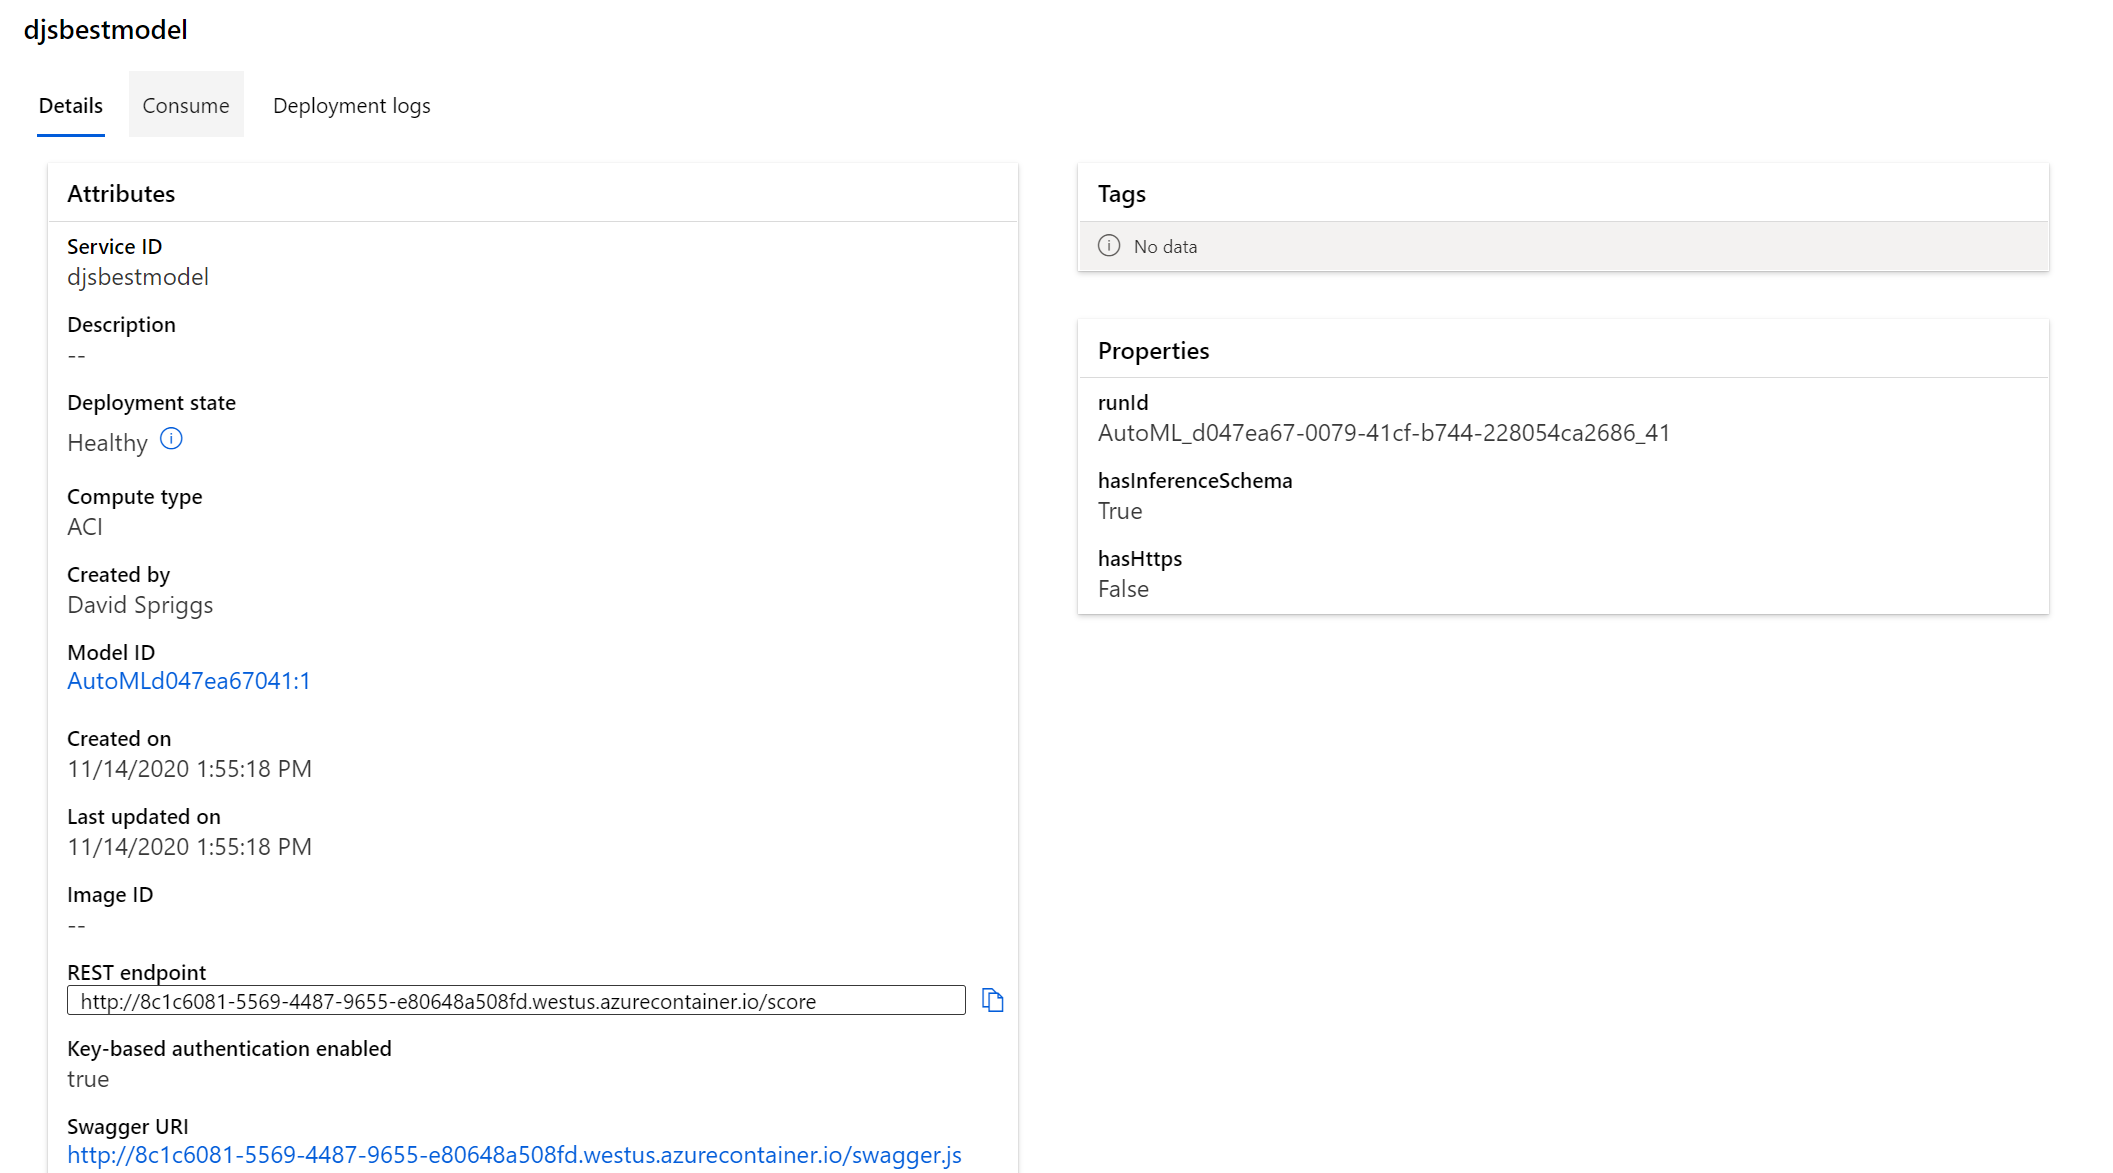 djsbestmodel
Details
Consume
Deployment logs
Attributes
Service ID
djsbestmodel
Description
--
Deployment state
Healthy
Compute type
ACI
Created by
David Spriggs
Model ID
AutoMLd047ea67041:1
Created on
11/14/2020 1:55:18 PM
Last updated on
11/14/2020 1:55:18 PM
Image ID
--
REST endpoint
http://8c1c6081-5569-4487-9655-e80648a508fd.westus.azurecontainer.io/score
Key-based authentication enabled
true
Swagger URI
http://8c1c6081-5569-4487-9655-e80648a508fd.westus.azurecontainer.io/swagger.js
Tags
No data
Properties
runId
AutoML_d047ea67-0079-41cf-b744-228054ca2686_41
hasInferenceSchema
True
hasHttps
False